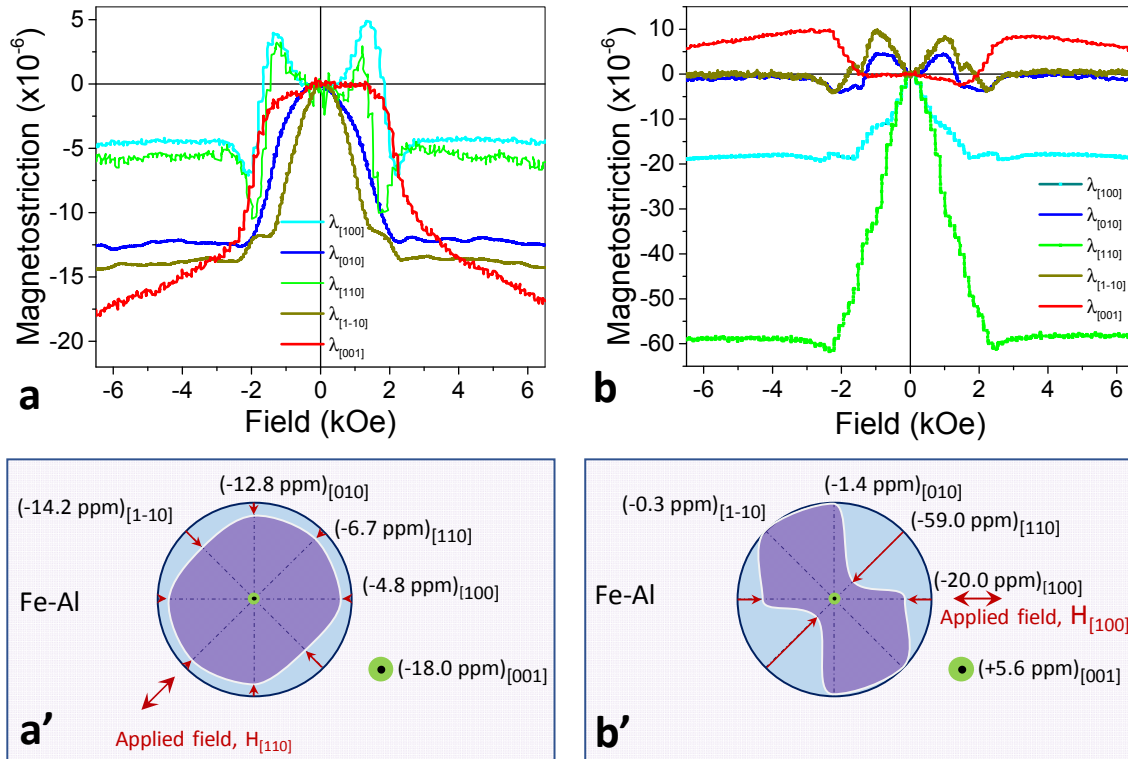 5
0
-5
-10
-15
-20
Magnetostriction (x10-6)
λ[100]
λ[010]
λ[110]
λ[1-10]
λ[001]
-6 -4 -2 0 2 4 6
Field (kOe)
a
10
0
-10
-20
-30
-40
-50
-60
Magnetostriction (x10-6)
λ[100]
λ[010]
λ[110]
λ[1-10]
λ[001]
-6 -4 -2 0 2 4 6
Field (kOe)
b
(-12.8 ppm)[010]
(-14.2 ppm)[1-10]
(-6.7 ppm)[110]
(-4.8 ppm)[100]
Fe-Al
(-18.0 ppm)[001]
a′
Applied field, H[110]
(-1.4 ppm)[010]
(-0.3 ppm)[1-10]
(-59.0 ppm)[110]
(-20.0 ppm)[100]
Fe-Al
Applied field, H[100]
(+5.6 ppm)[001]
b′